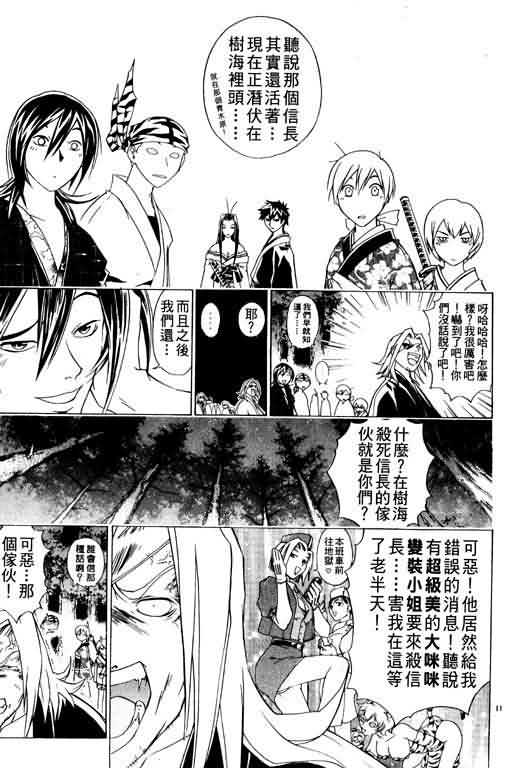 聽說那個信長
其實還活著…
現在正潛伏在
樹海裡頭……
就在那個青木原！
呀哈哈哈！怎麼
樣？我很厲害吧
！嚇到了吧！你
們沒話說了吧！
我們早就知
道了……
耶？
……
而且之後
我們還…
什麼？在樹海
殺死信長的傢
伙就是你們？
可惡！他居然給我
錯誤的消息！聽說
有超級美的大咪咪
變裝小姐要來殺信
長……害我在這等
了老半天！
本班車前
往地獄♡
誰會信那
種話啊？
可惡…那
個傢伙！
11